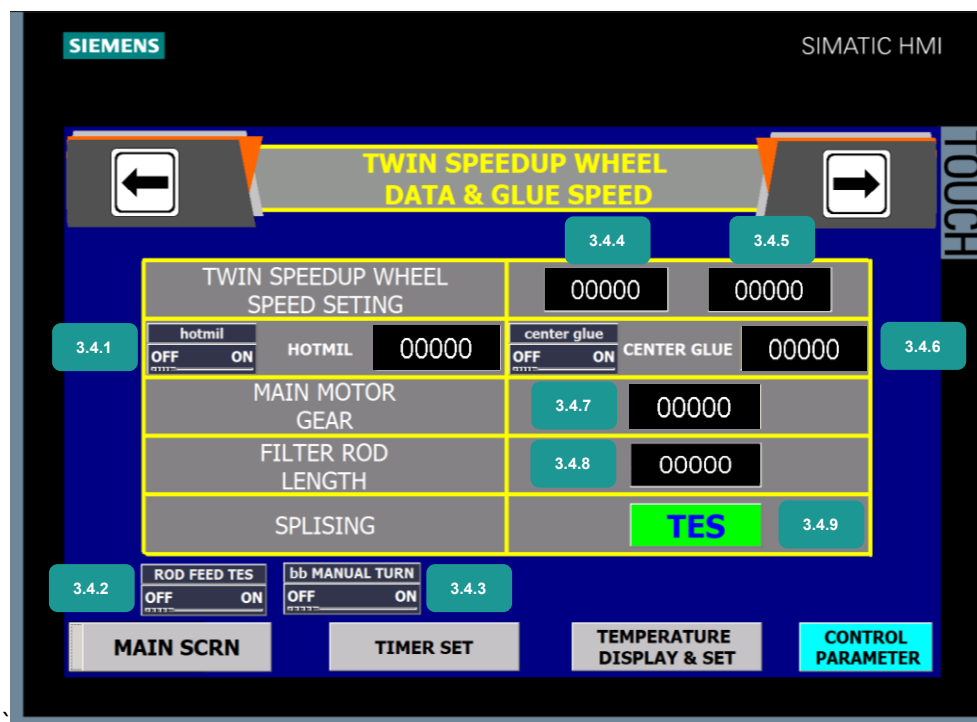 SIEMENS
SIMATIC HMI
TOUCH
TWIN SPEEDUP WHEEL
DATA & GLUE SPEED
3.4.4
3.4.5
TWIN SPEEDUP WHEEL
SPEED SETING
00000
00000
3.4.1
hotmil
OFF ON
HOTMIL
00000
center glue
OFF ON
CENTER GLUE
00000
3.4.6
MAIN MOTOR
GEAR
3.4.7
00000
FILTER ROD
LENGTH
3.4.8
00000
SPLISING
TES
3.4.9
3.4.2
ROD FEED TES
OFF ON
bb MANUAL TURN
OFF ON
3.4.3
MAIN SCRN
TIMER SET
TEMPERATURE
DISPLAY & SET
CONTROL
PARAMETER
`